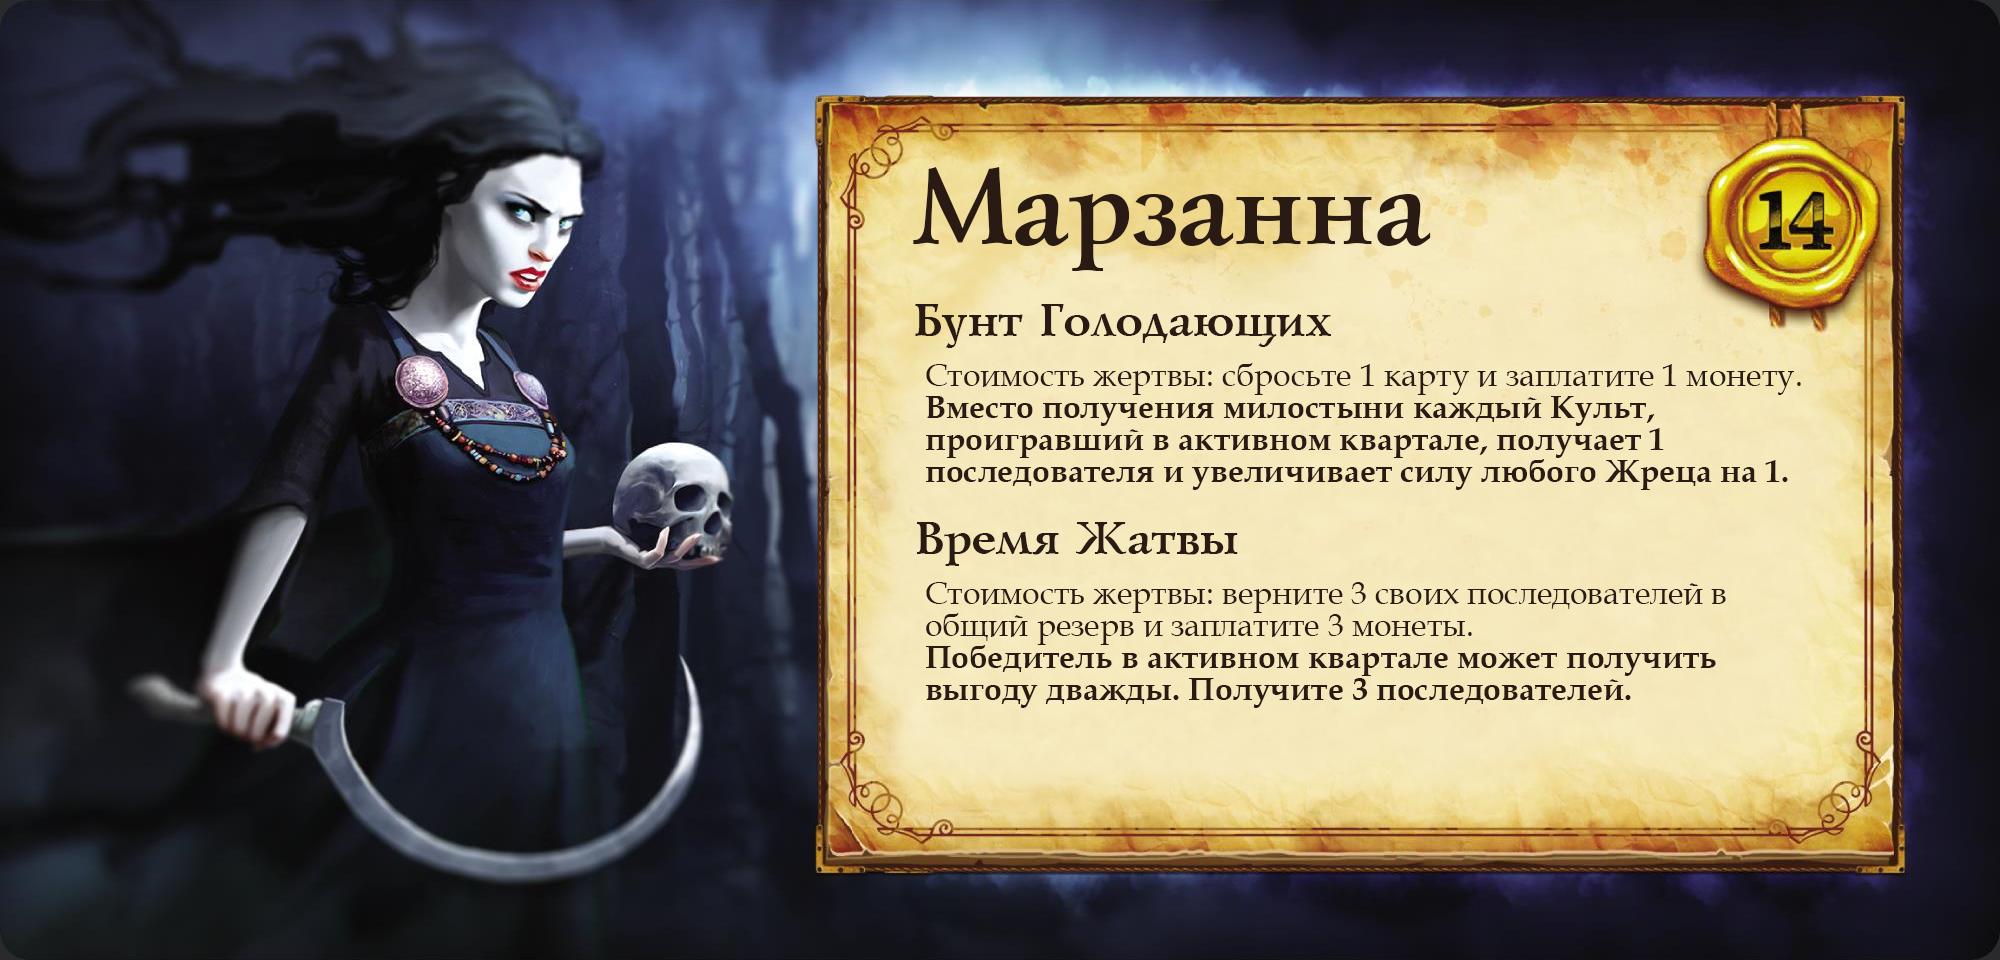 Марзанна
14
Бунт Голодающих
Стоимость жертвы: сбросьте 1 карту и заплатите 1 монету.
Вместо получения милостыни каждый Культ,
проигравший в активном квартале, получает 1
последователя и увеличивает силу любого Жреца на 1.
Время Жатвы
Стоимость жертвы: верните 3 своих последователей в
общий резерв и заплатите 3 монеты.
Победитель в активном квартале может получить
выгоду дважды. Получите 3 последователей.